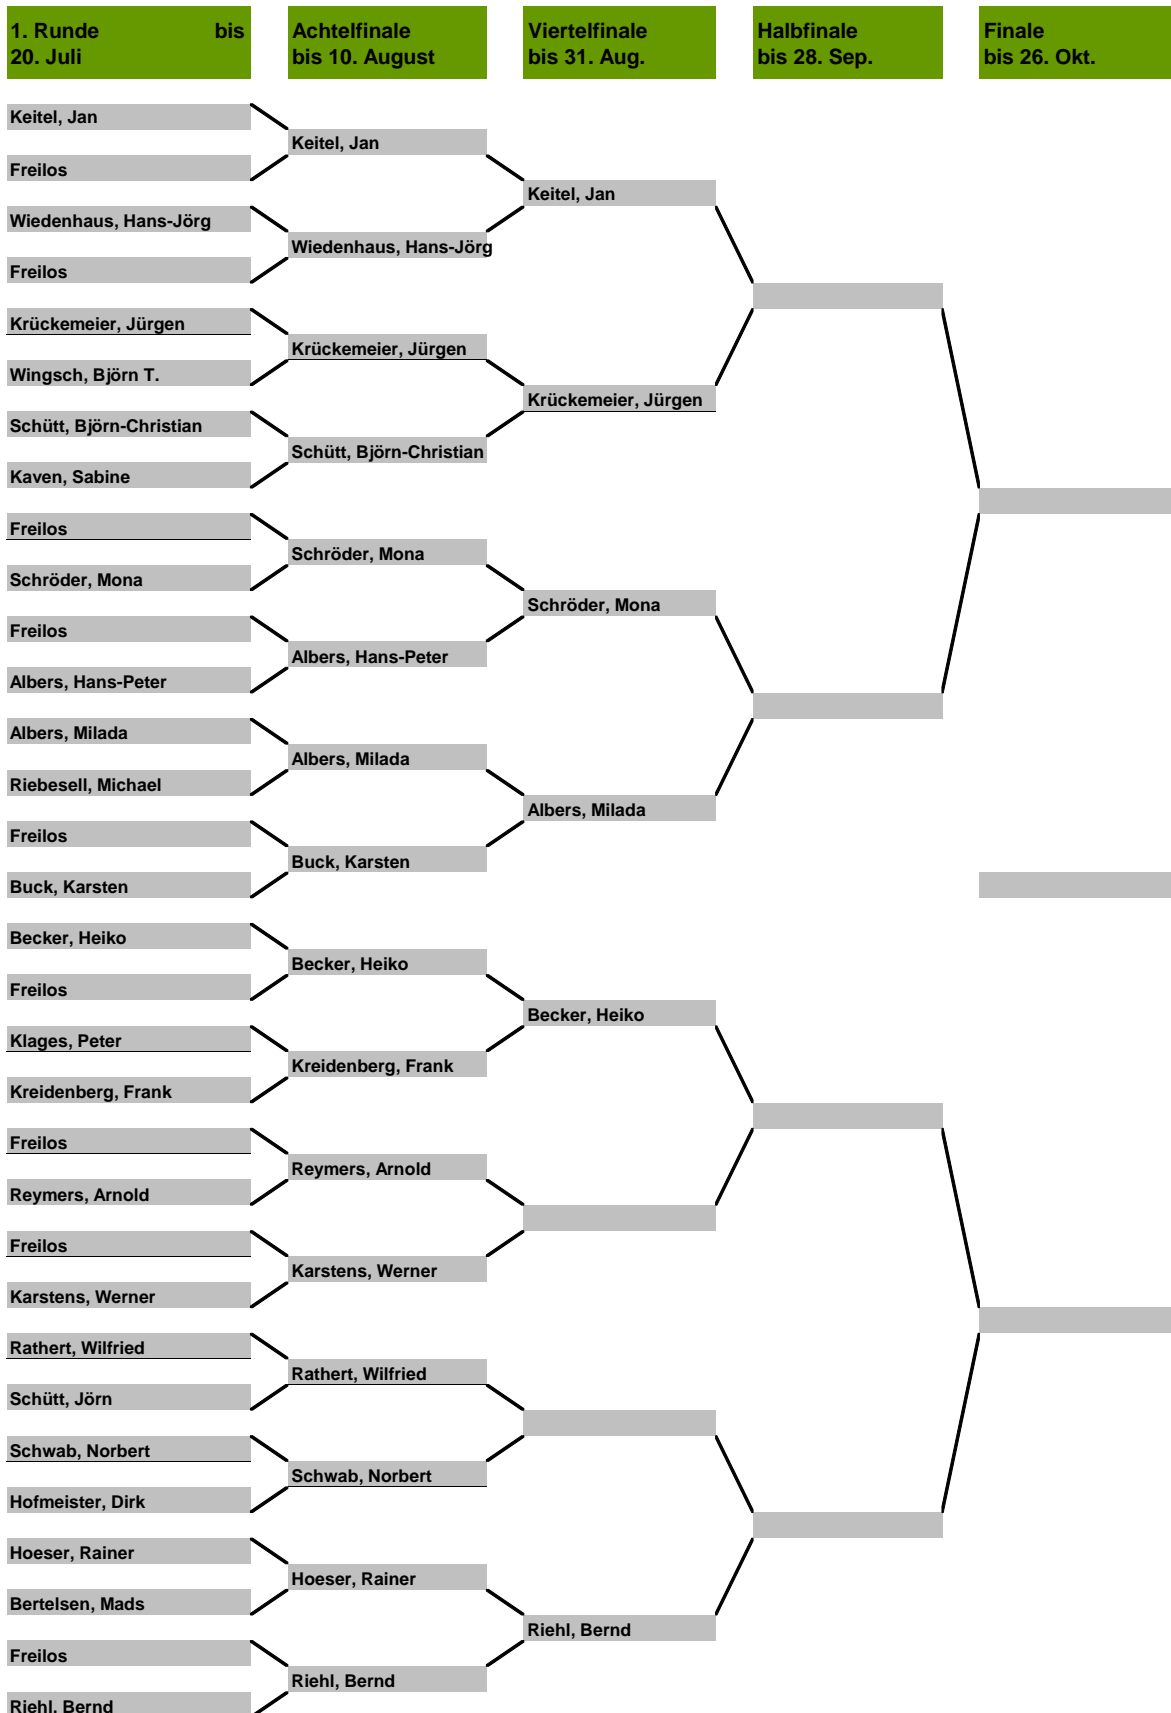 1. Runde bis
20. Juli
Achtelfinale
bis 10. August
Viertelfinale
bis 31. Aug.
Halbfinale
bis 28. Sep.
Finale
bis 26. Okt.
Keitel, Jan
Freilos
Wiedenhaus, Hans-Jörg
Freilos
Krückemeier, Jürgen
Wingsch, Björn T.
Schütt, Björn-Christian
Kaven, Sabine
Freilos
Schröder, Mona
Freilos
Albers, Hans-Peter
Albers, Milada
Riebesell, Michael
Freilos
Buck, Karsten
Becker, Heiko
Freilos
Klages, Peter
Kreidenberg, Frank
Freilos
Reymers, Arnold
Freilos
Karstens, Werner
Rathert, Wilfried
Schütt, Jörn
Schwab, Norbert
Hofmeister, Dirk
Hoeser, Rainer
Bertelsen, Mads
Freilos
Riehl, Bernd
Keitel, Jan
Wiedenhaus, Hans-Jörg
Krückemeier, Jürgen
Schütt, Björn-Christian
Schröder, Mona
Albers, Hans-Peter
Albers, Milada
Buck, Karsten
Becker, Heiko
Kreidenberg, Frank
Reymers, Arnold
Karstens, Werner
Rathert, Wilfried
Schwab, Norbert
Hoeser, Rainer
Riehl, Bernd
Keitel, Jan
Krückemeier, Jürgen
Schröder, Mona
Albers, Milada
Becker, Heiko
Riehl, Bernd